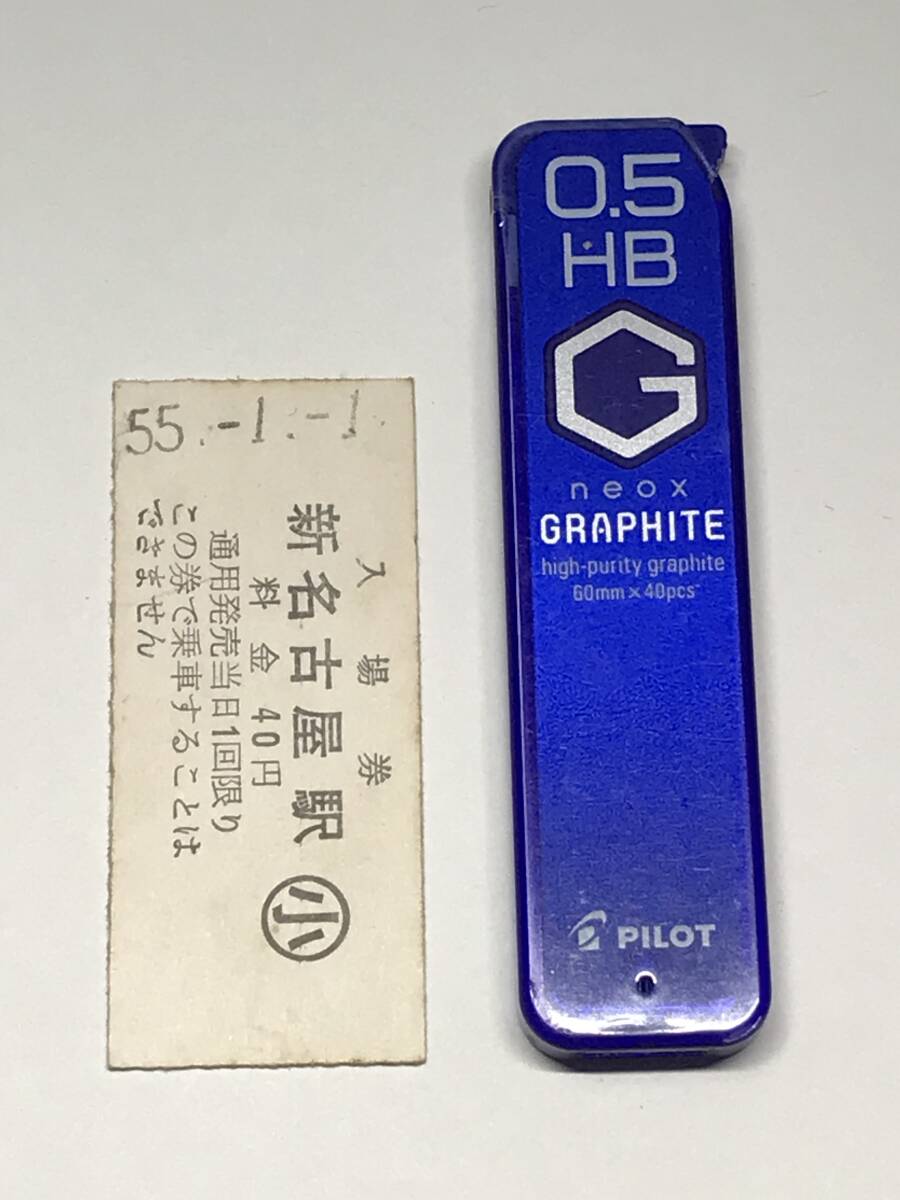 55.-1.-1
入場券
新名古屋駅 小
料金 40円
通用発売当日1回限り
この券で乗車することは
できません
0.5
HB
G
neox
GRAPHITE
high-purity graphite
60mm×40pcs
PILOT